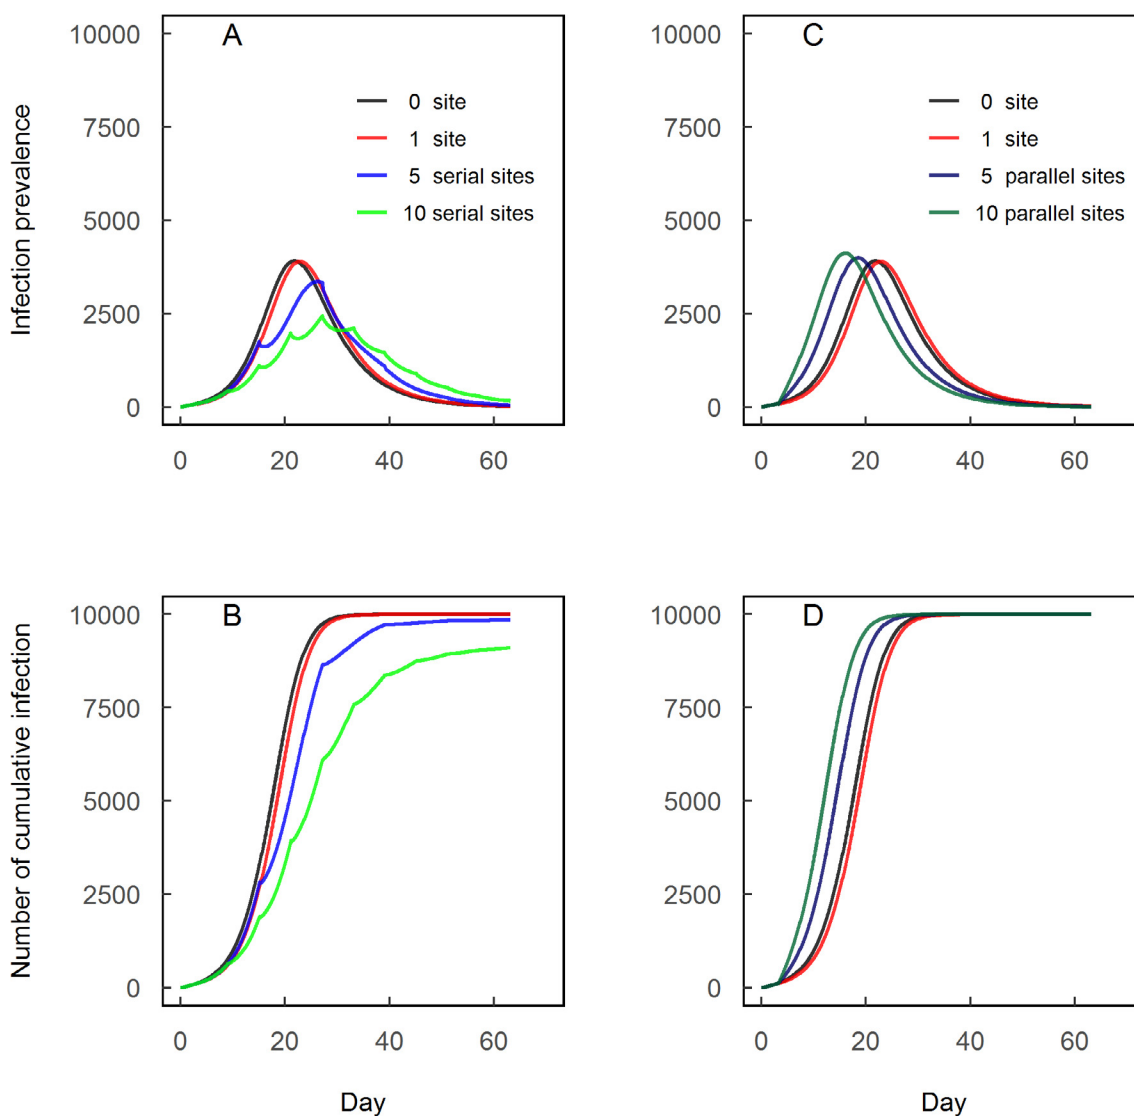 A
Infection prevalence
10000
7500
5000
2500
0
0 site
1 site
5 serial sites
10 serial sites
0 20 40 60
C
10000
7500
5000
2500
0
0 site
1 site
5 parallel sites
10 parallel sites
0 20 40 60
B
Number of cumulative infection
10000
7500
5000
2500
0
0 20 40 60
Day
D
10000
7500
5000
2500
0
0 20 40 60
Day